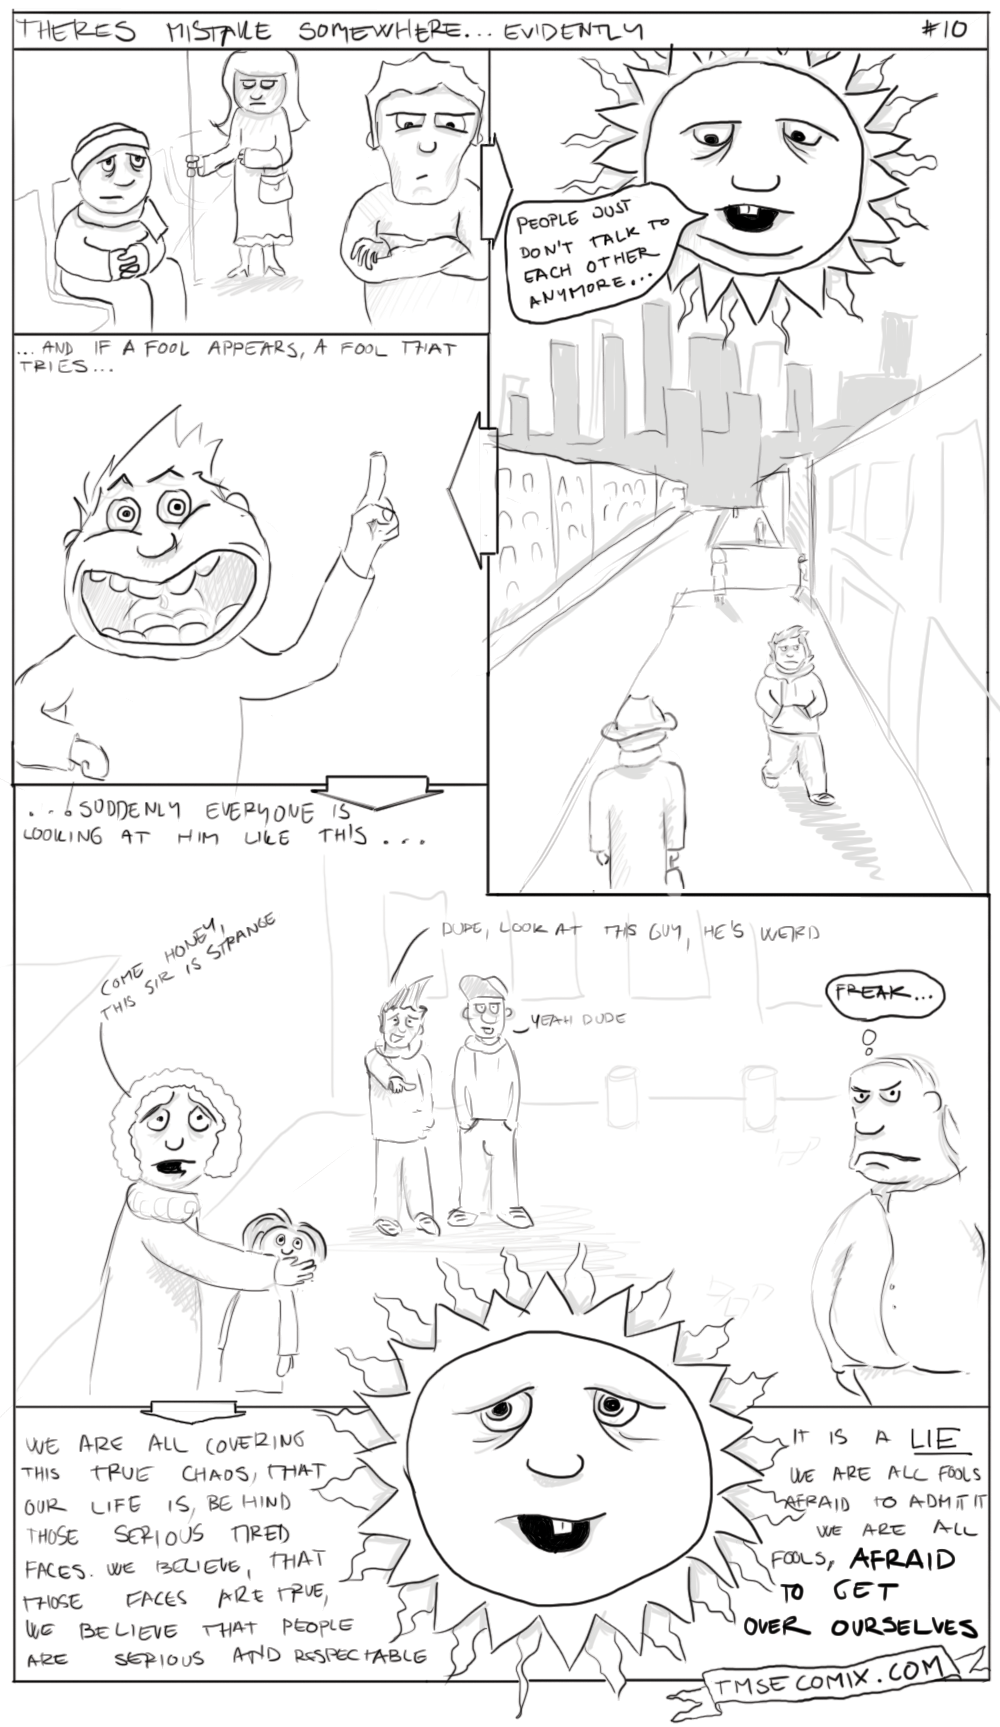 THERES MISTAKE SOMEWHERE... EVIDENTLY
#10
PEOPLE JUST
DON'T TALK TO
EACH OTHER
ANYMORE...
...AND IF A FOOL APPEARS, A FOOL THAT
TRIES...
...SUDDENLY EVERYONE IS
LOOKING AT HIM LIKE THIS...
COME HONEY,
THIS SIR IS STRANGE
DUDE, LOOK AT THIS GUY, HE'S WEIRD
YEAH DUDE
FREAK...
WE ARE ALL COVERING
THIS TRUE CHAOS, THAT
OUR LIFE IS, BEHIND
THOSE SERIOUS TIRED
FACES. WE BELIEVE, THAT
THOSE FACES ARE TRUE,
WE BELIEVE THAT PEOPLE
ARE SERIOUS AND RESPECTABLE
IT IS A LIE
WE ARE ALL FOOLS
AFRAID TO ADMIT IT
WE ARE ALL
FOOLS, AFRAID
TO GET
OVER OURSELVES
TMSECOMIX.COM